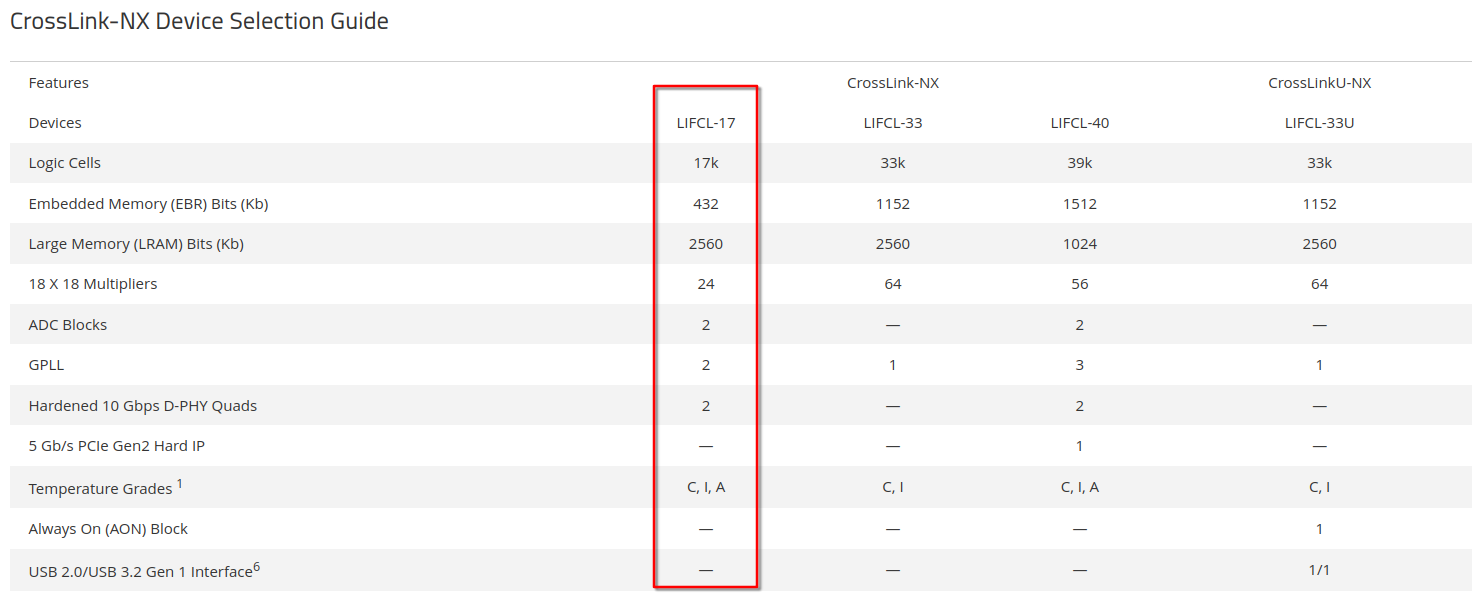 CrossLink-NX Device Selection Guide
Features CrossLink-NX CrossLinkU-NX
Devices LIFCL-17 LIFCL-33 LIFCL-40 LIFCL-33U
Logic Cells 17k 33k 39k 33k
Embedded Memory (EBR) Bits (Kb) 432 1152 1512 1152
Large Memory (LRAM) Bits (Kb) 2560 2560 1024 2560
18 X 18 Multipliers 24 64 56 64
ADC Blocks 2 — 2 —
GPLL 2 1 3 1
Hardened 10 Gbps D-PHY Quads 2 — 2 —
5 Gb/s PCIe Gen2 Hard IP — — 1 —
Temperature Grades 1 C, I, A C, I C, I, A C, I
Always On (AON) Block — — — 1
USB 2.0/USB 3.2 Gen 1 Interface6 — — — 1/1